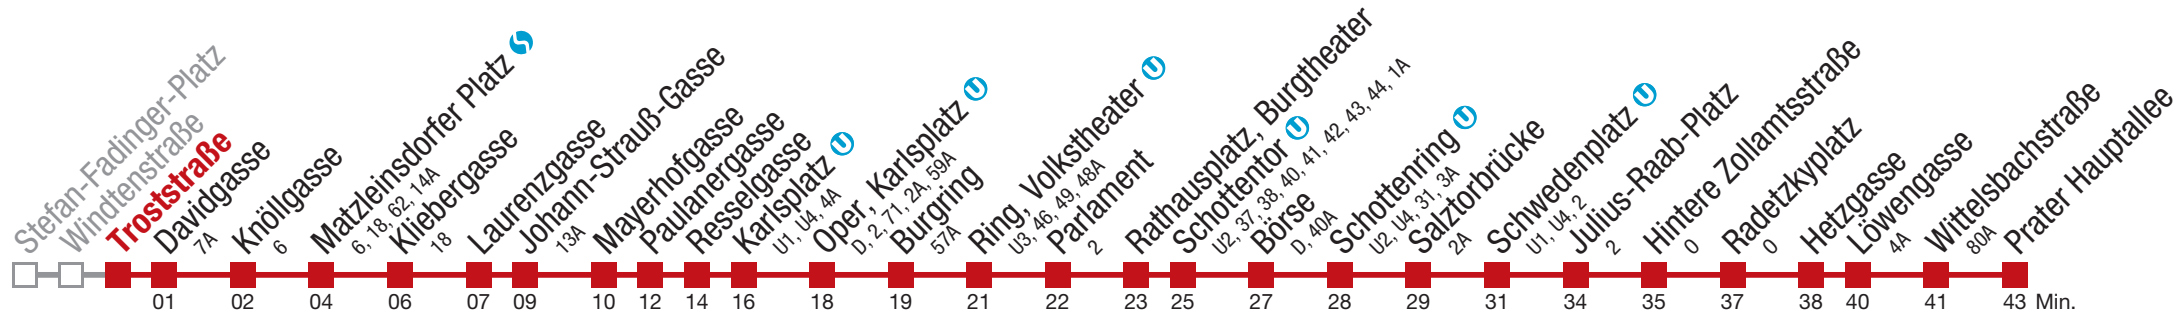 Stefan-Fadinger-Platz
Windtenstraße
Troststraße
Davidgasse
7A
Knöllgasse
6
Matzleinsdorfer Platz
6, 18, 62, 14A
Kliebergasse
18
Laurenzgasse
Johann-Strauß-Gasse
13A
Mayerhofgasse
Paulanergasse
Resselgasse
Karlsplatz U
U1, U4, 4A
Oper, Karlsplatz U
D, 2, 71, 2A, 59A
Burgring
57A
Ring, Volkstheater U
U3, 46, 49, 48A
Parlament
2
Rathausplatz, Burgtheater
Schottentor U
U2, 37, 38, 40, 41, 42, 43, 44, 1A
Börse
D, 40A
Schottenring U
U2, U4, 31, 3A
Salztorbrücke
2A
Schwedenplatz U
U1, U4, 2
Julius-Raab-Platz
2
Hintere Zollamtsstraße
0
Radetzkyplatz
0
Hetzgasse
Löwengasse
4A
Wittelsbachstraße
80A
Prater Hauptallee
01 02 04 06 07 09 10 12 14 16 18 19 21 22 23 25 27 28 29 31 34 35 37 38 40 41 43 Min.